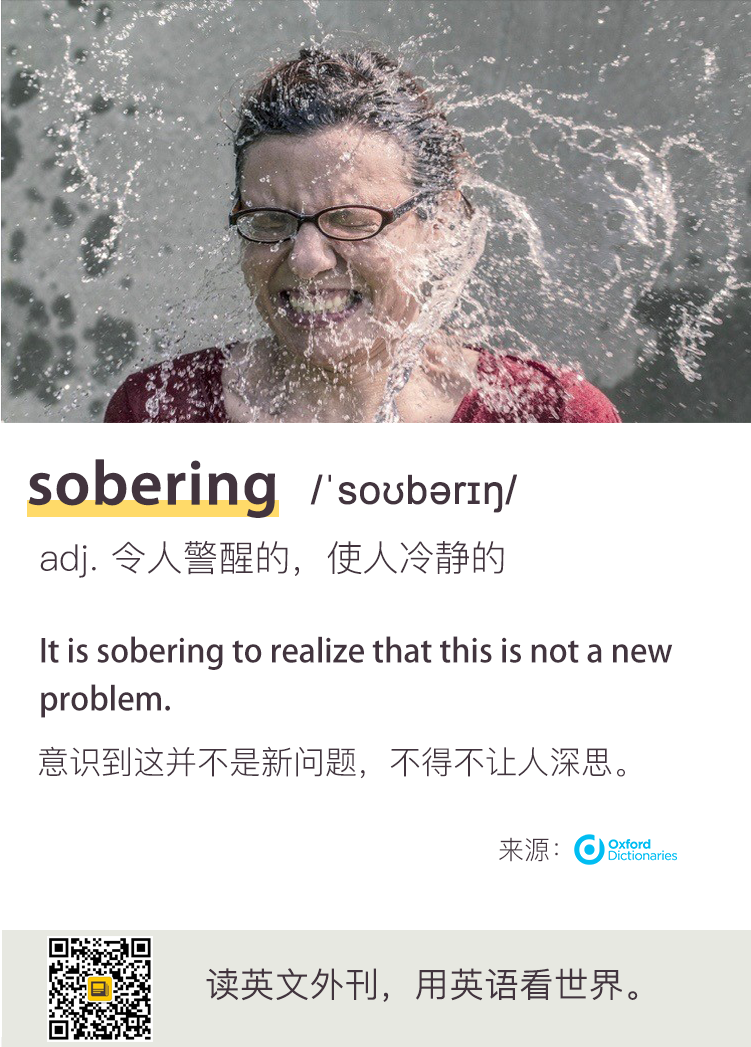 sobering /ˈsoʊbərɪŋ/
adj. 令人警醒的，使人冷静的
It is sobering to realize that this is not a new
problem.
意识到这并不是新问题，不得不让人深思。
来源：Oxford
Dictionaries
读英文外刊，用英语看世界。